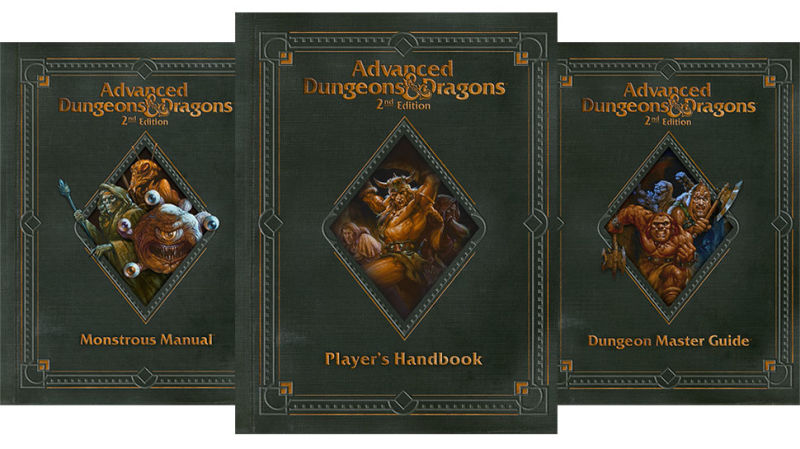 Advanced
Dungeons & Dragons
2nd Edition
Monstrous Manual
Advanced
Dungeons & Dragons
2nd Edition
Player's Handbook
Advanced
Dungeons & Dragons
2nd Edition
Dungeon Master Guide